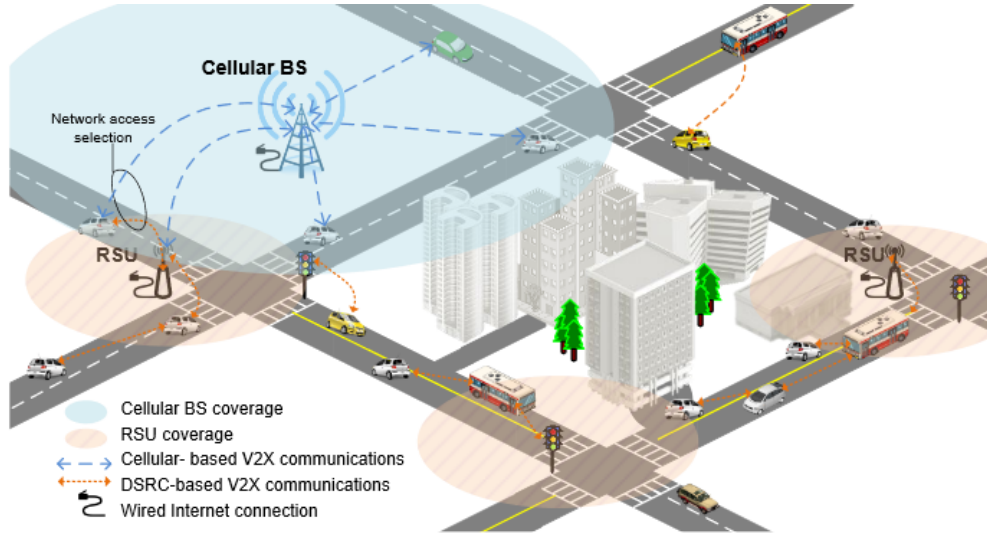 Cellular BS
Network access
selection
RSU
RSU
Cellular BS coverage
RSU coverage
Cellular- based V2X communications
DSRC-based V2X communications
Wired Internet connection